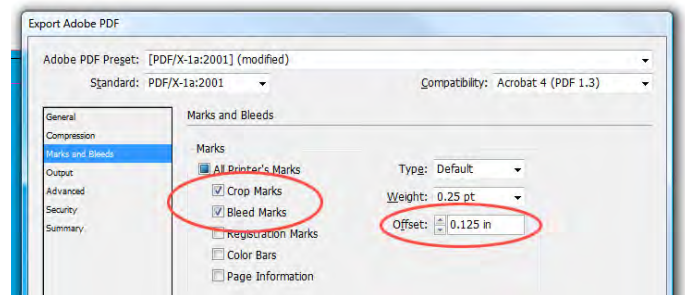 Export Adobe PDF
Adobe PDF Preset: [PDF/X-1a:2001] (modified)
Standard: PDF/X-1a:2001 Compatibility: Acrobat 4 (PDF 1.3)
General Marks and Bleeds
Compression
Marks and Bleeds Marks
Output All Printer's Marks Type: Default
Advanced Crop Marks Weight: 0.25 pt
Security Bleed Marks Offset: 0.125 in
Summary Registration Marks
Color Bars
Page Information